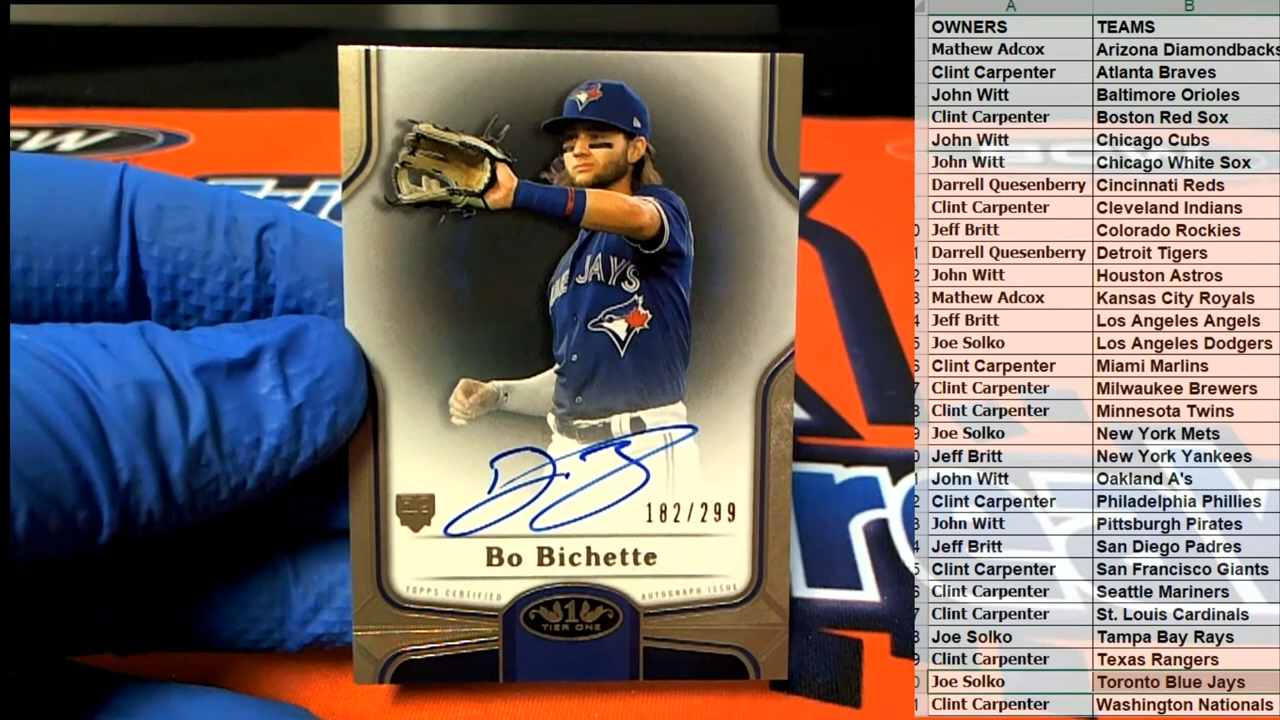 A B
OWNERS TEAMS
Mathew Adcox Arizona Diamondbacks
Clint Carpenter Atlanta Braves
John Witt Baltimore Orioles
Clint Carpenter Boston Red Sox
John Witt Chicago Cubs
John Witt Chicago White Sox
Darrell Quesenberry Cincinnati Reds
Clint Carpenter Cleveland Indians
Jeff Britt Colorado Rockies
Darrell Quesenberry Detroit Tigers
John Witt Houston Astros
Mathew Adcox Kansas City Royals
Jeff Britt Los Angeles Angels
Joe Solko Los Angeles Dodgers
Clint Carpenter Miami Marlins
Clint Carpenter Milwaukee Brewers
Clint Carpenter Minnesota Twins
Joe Solko New York Mets
Jeff Britt New York Yankees
John Witt Oakland A's
Clint Carpenter Philadelphia Phillies
John Witt Pittsburgh Pirates
Jeff Britt San Diego Padres
Clint Carpenter San Francisco Giants
Clint Carpenter Seattle Mariners
Clint Carpenter St. Louis Cardinals
Joe Solko Tampa Bay Rays
Clint Carpenter Texas Rangers
Joe Solko Toronto Blue Jays
Clint Carpenter Washington Nationals
JAYS
182/299
Bo Bichette
TOPPS CERTIFIED AUTOGRAPH ISSUE
1
TIER ONE